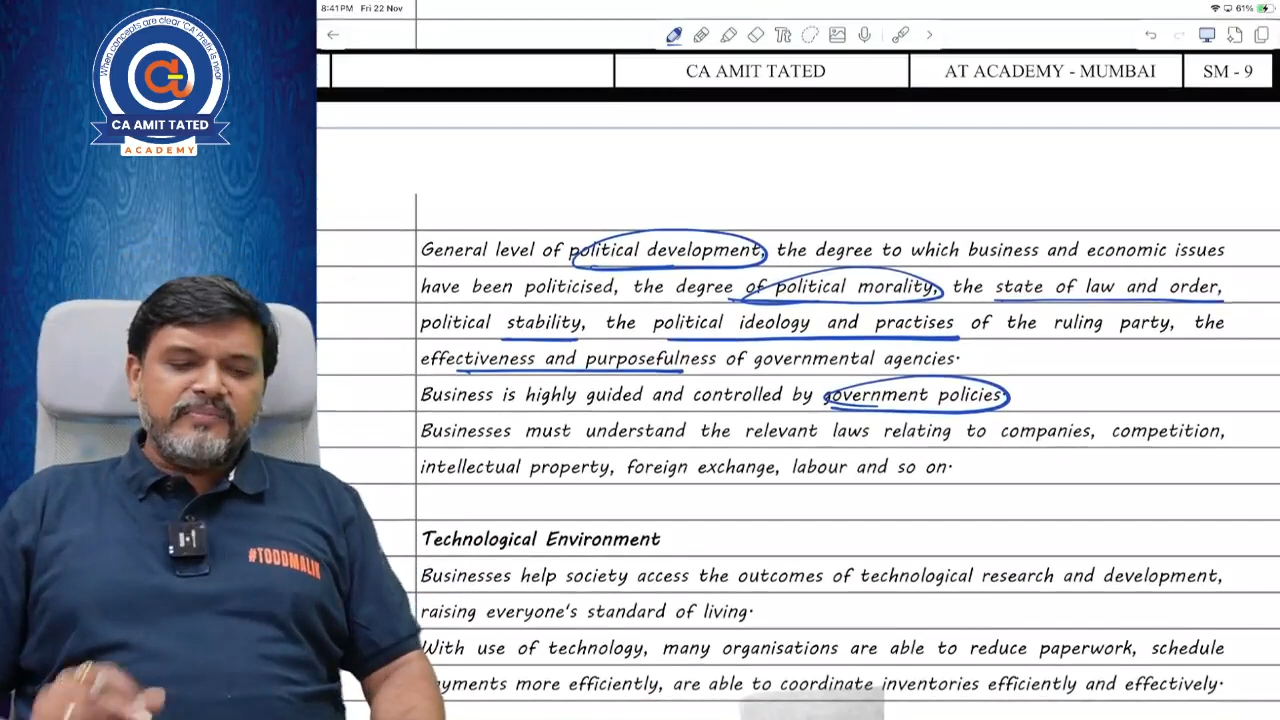 8:41PM Fri 22 Nov
61%
When concepts are clear 'CA' Prefix is near
CA AMIT TATED
ACADEMY
CA AMIT TATED
AT ACADEMY - MUMBAI
SM - 9
General level of political development, the degree to which business and economic issues
have been politicised, the degree of political morality, the state of law and order,
political stability, the political ideology and practises of the ruling party, the
effectiveness and purposefulness of governmental agencies.
Business is highly guided and controlled by government policies.
Businesses must understand the relevant laws relating to companies, competition,
intellectual property, foreign exchange, labour and so on.
Technological Environment
Businesses help society access the outcomes of technological research and development,
raising everyone's standard of living.
With use of technology, many organisations are able to reduce paperwork, schedule
payments more efficiently, are able to coordinate inventories efficiently and effectively.
#TOODMALIK